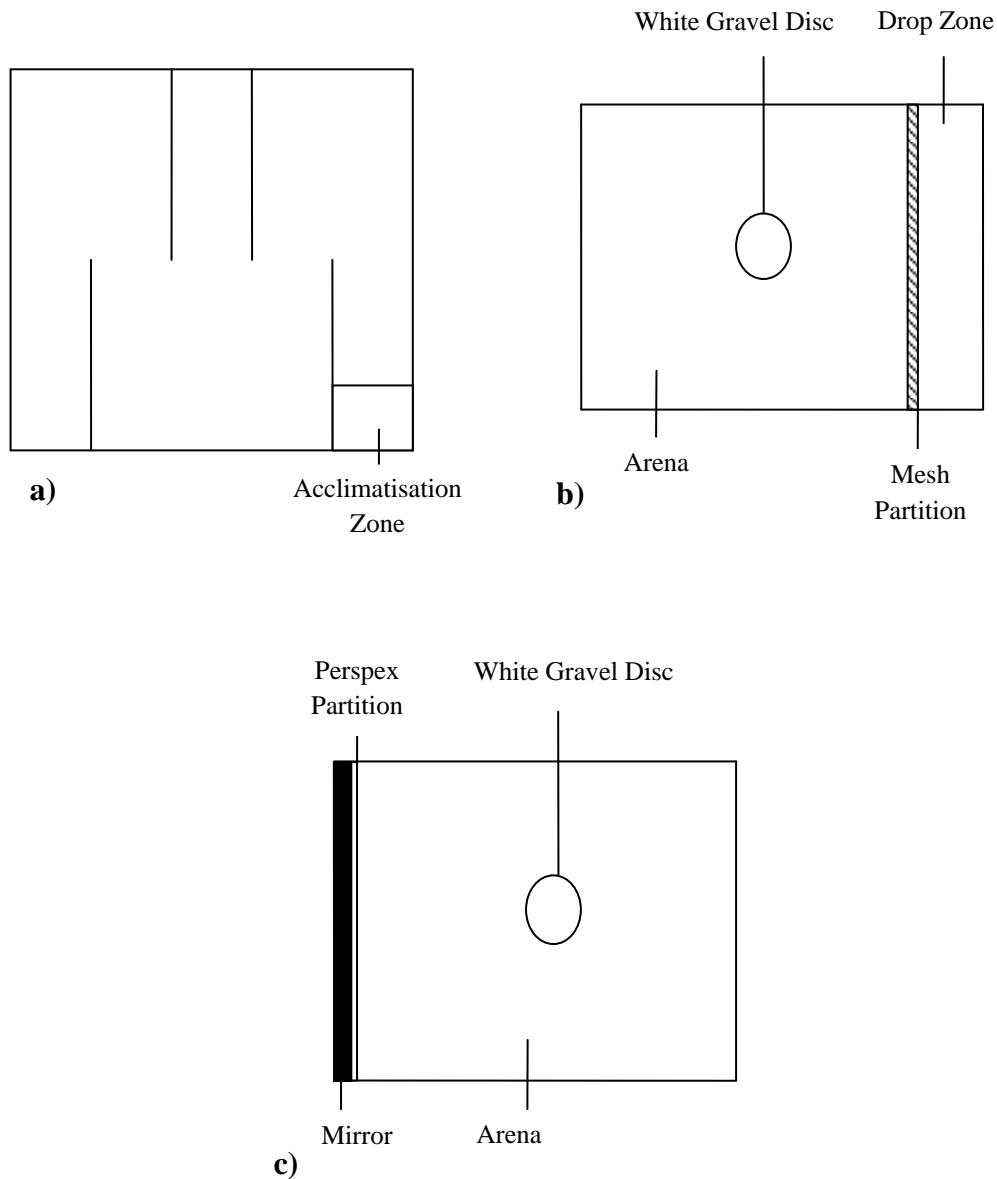 White Gravel Disc
Drop Zone
Acclimatisation
Zone
a)
Arena
Mesh
Partition
b)
Perspex
Partition
White Gravel Disc
Mirror
Arena
c)